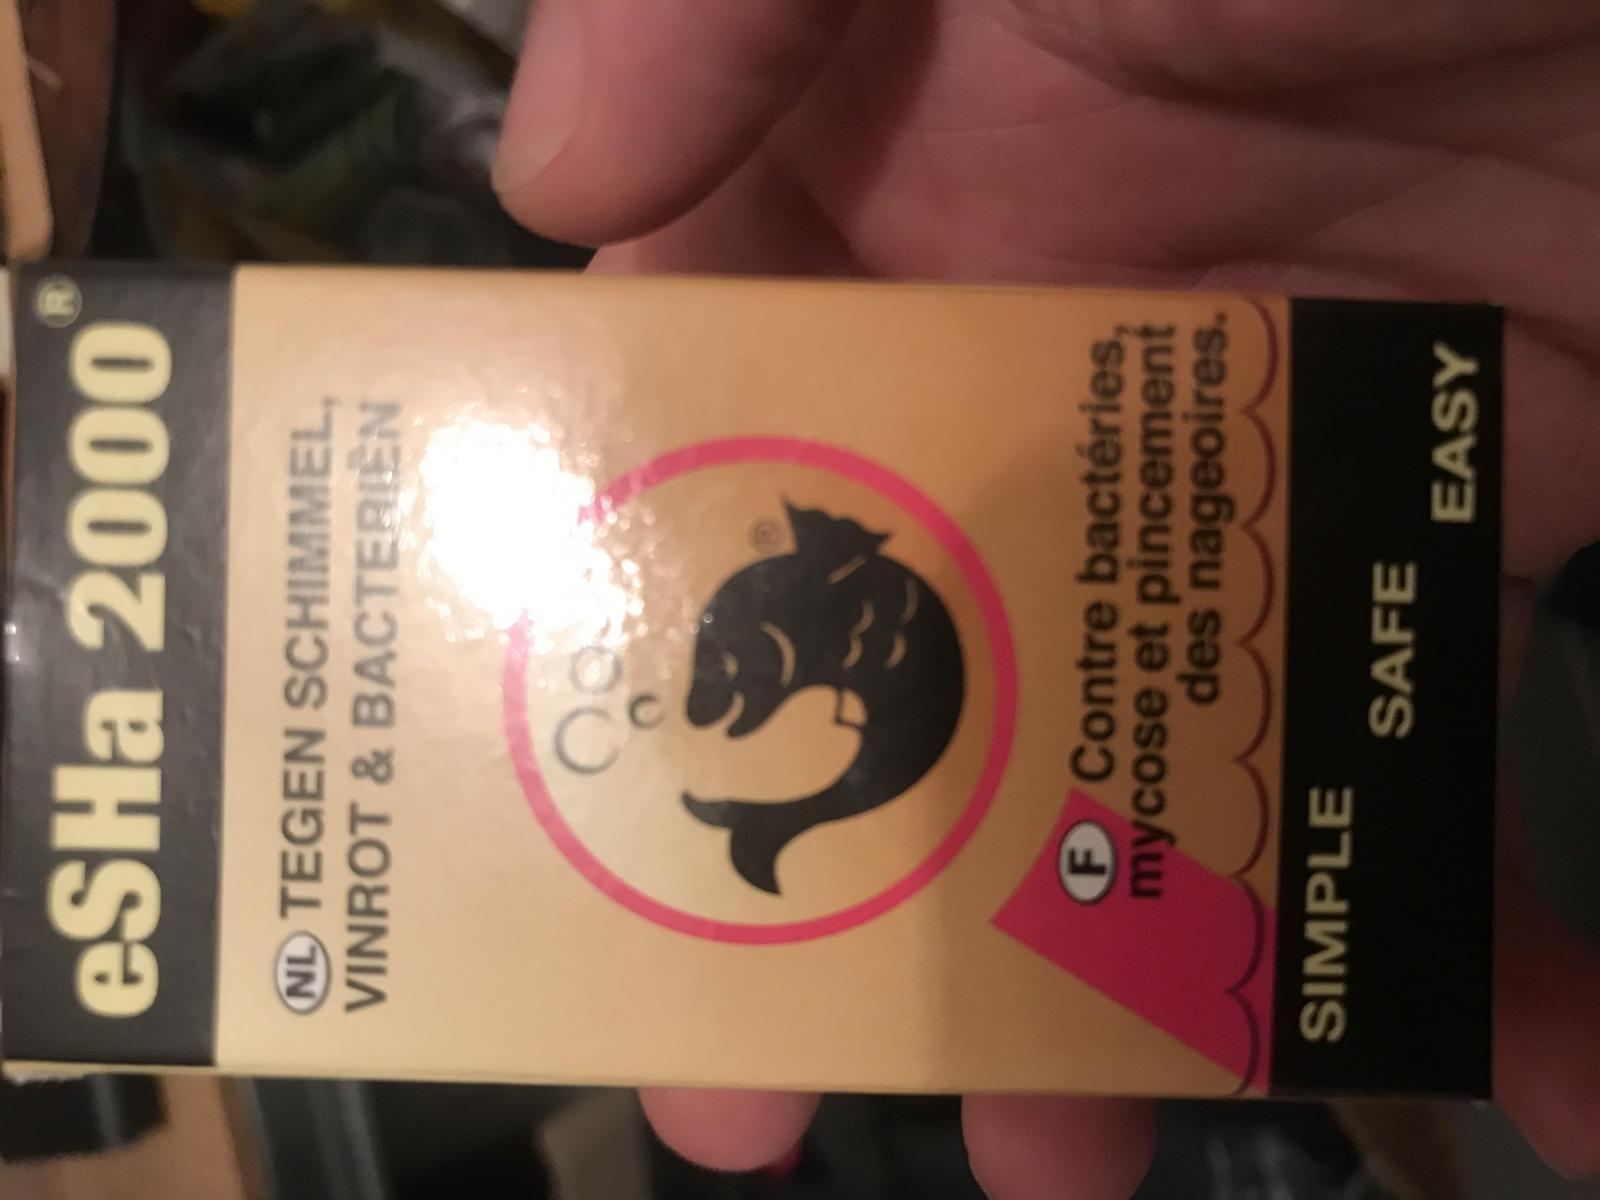 eSHa 2000®
NL TEGEN SCHIMMEL,
VINROT & BACTERIËN
®
F Contre bactéries,
mycose et pincement
des nageoires.
SIMPLE SAFE EASY